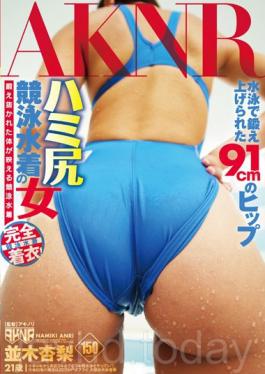 AKNR
水泳で鍛え上げられた
91cmのヒップ
ハミ尻
競泳水着の女
鍛え抜かれた体が映える競泳水着
完全
着衣!
AKNR
NAMIKI ANRI
並木杏梨
21歳
150
d.today